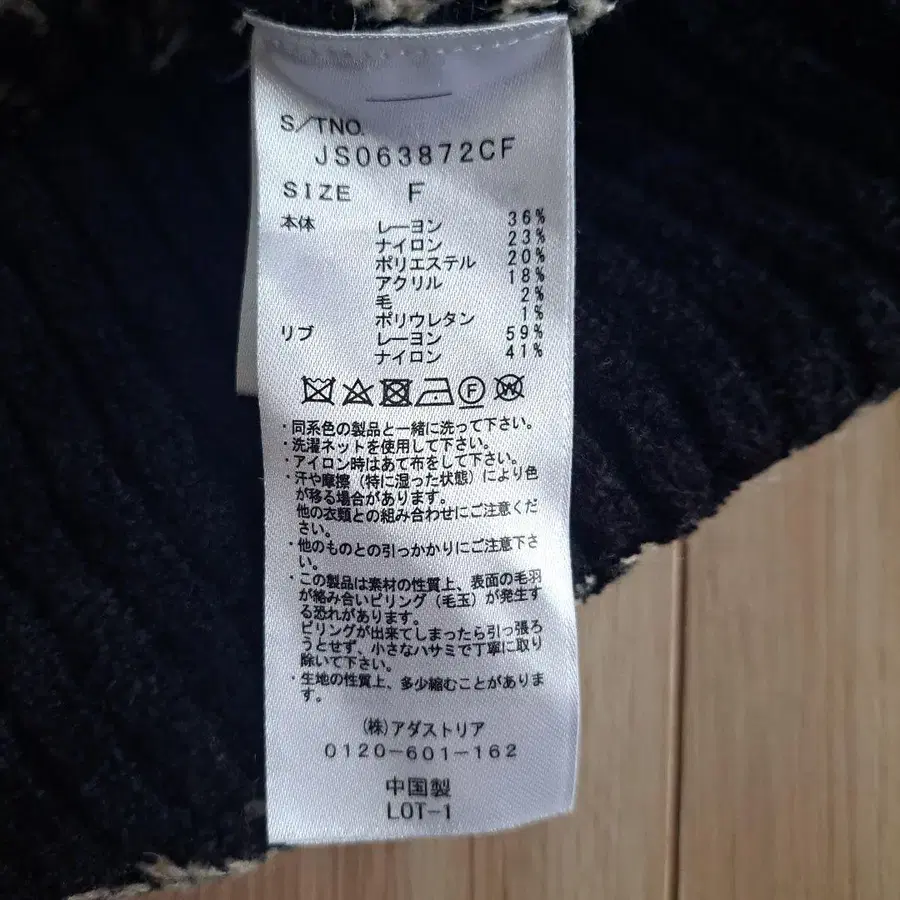 S/TNO.
JS063872CF
SIZE F
本体 レーヨン 36%
ナイロン 23%
ポリエステル 20%
アクリル 18%
毛 2%
ポリウレタン 1%
リブ レーヨン 59%
ナイロン 41%
F W
・同系色の製品と一緒に洗って下さい。
・洗濯ネットを使用して下さい。
・アイロン時はあて布をして下さい。
・汗や摩擦（特に湿った状態）により色
が移る場合があります。
他の衣類との組み合わせにご注意くだ
さい。
・他のものとの引っかかりにご注意下さ
い。
・この製品は素材の性質上、表面の毛羽
が絡み合いピリング（毛玉）が発生す
る恐れがあります。
ピリングが出来てしまったら引っ張ろ
うとせず、小さなハサミで丁寧に取り
除いて下さい。
・生地の性質上、多少縮むことがありま
す。
(株)アダストリア
0120-601-162
中国製
LOT-1